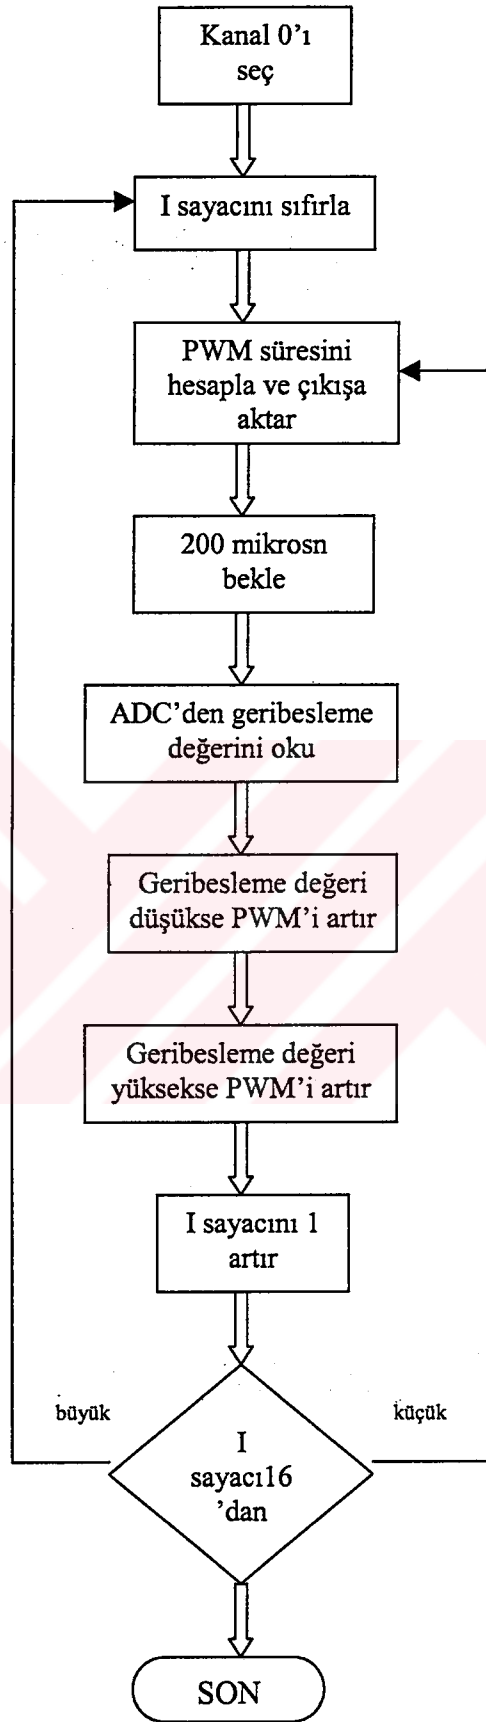 Kanal 0’ı
seç
I sayacını sıfırla
PWM süresini
hesapla ve çıkışa
aktar
200 mikrosn
bekle
ADC’den geribesleme
değerini oku
Geribesleme değeri
düşükse PWM’i artır
Geribesleme değeri
yüksekse PWM’i artır
I sayacını 1
artır
büyük
küçük
I
sayacı16
’dan
SON